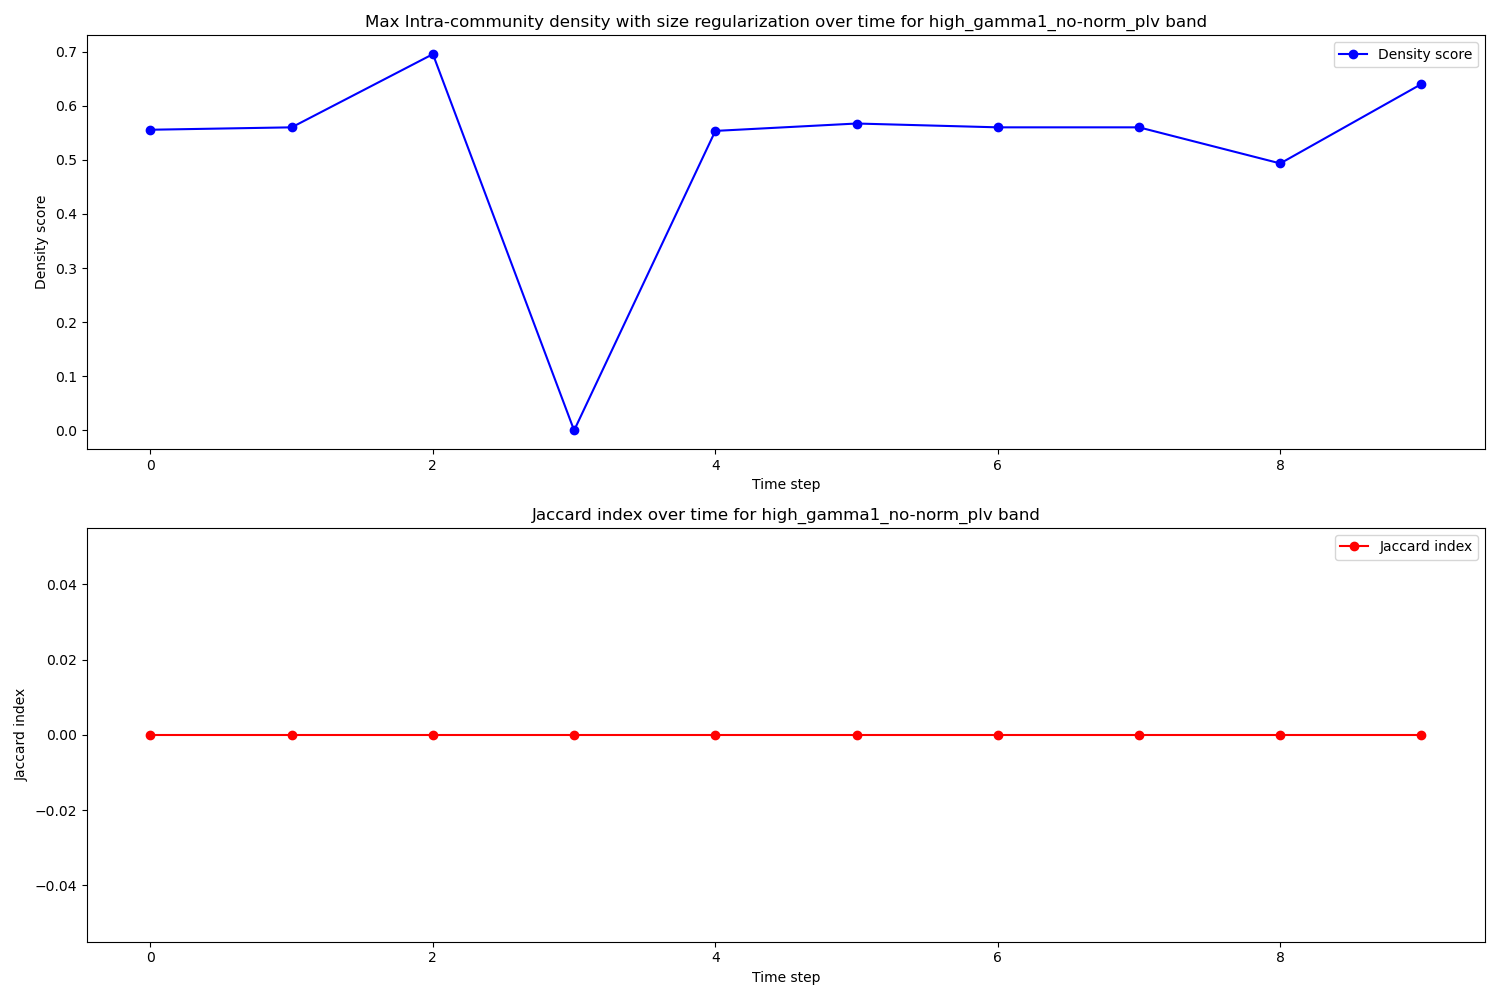 Max Intra-community density with size regularization over time for high_gamma1_no-norm_plv band
Density score
0.7
0.6
0.5
0.4
0.3
0.2
0.1
0.0
Density score
0 2 4 6 8
Time step
Jaccard index over time for high_gamma1_no-norm_plv band
Jaccard index
0.04
0.02
0.00
−0.02
−0.04
Jaccard index
0 2 4 6 8
Time step